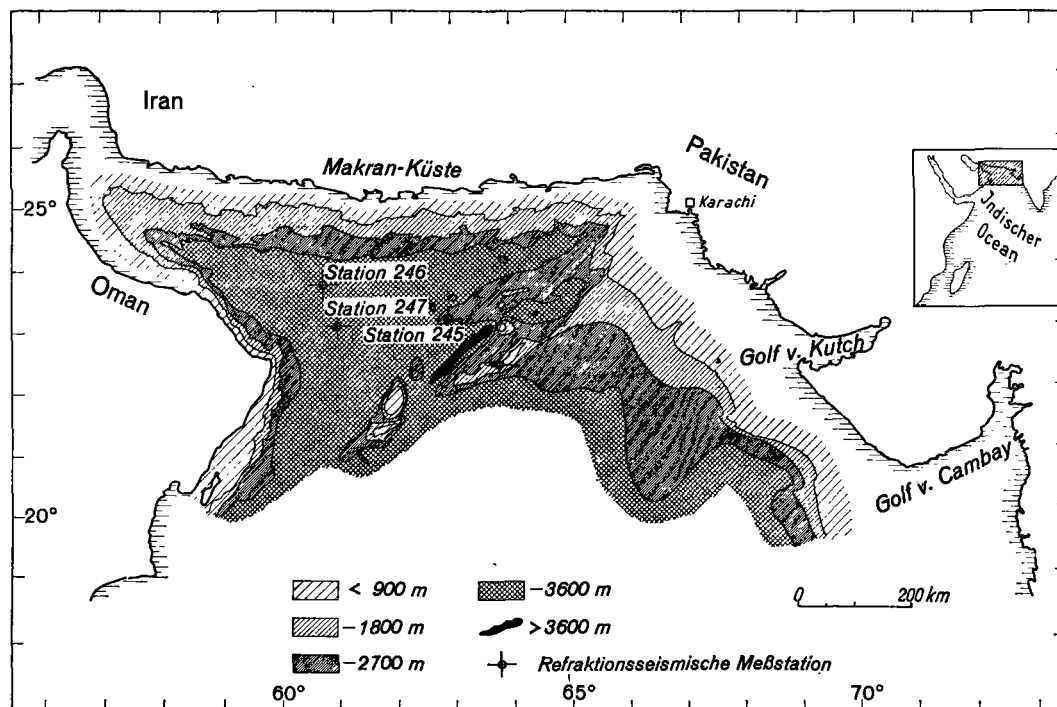 Iran
Makran-Küste
Pakistan
Karachi
25°
Oman
Station 246
Station 247
Station 245
Golf v. Kutch
Golf v. Cambay
Jndischer
Ocean
20°
< 900 m
-1800 m
-2700 m
-3600 m
> 3600 m
Refraktionsseismische Meßstation
0 200 km
60° 65° 70°